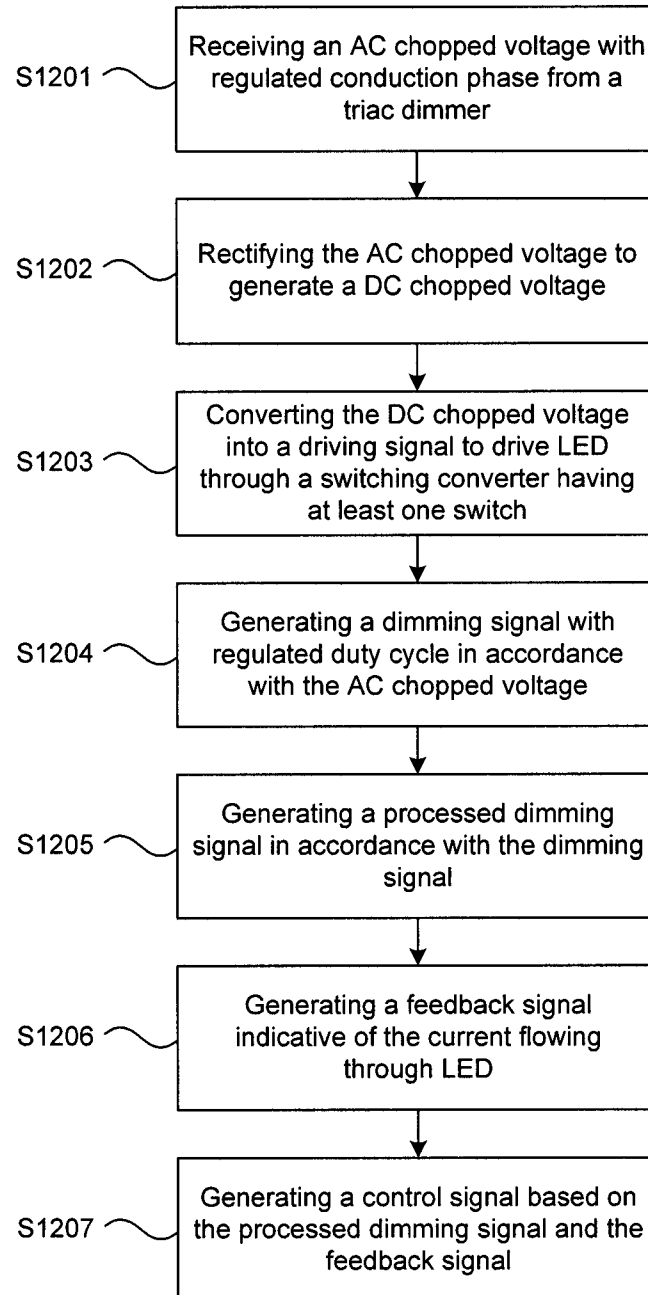 S1201
Receiving an AC chopped voltage with
regulated conduction phase from a
triac dimmer
S1202
Rectifying the AC chopped voltage to
generate a DC chopped voltage
S1203
Converting the DC chopped voltage
into a driving signal to drive LED
through a switching converter having
at least one switch
S1204
Generating a dimming signal with
regulated duty cycle in accordance
with the AC chopped voltage
S1205
Generating a processed dimming
signal in accordance with the dimming
signal
S1206
Generating a feedback signal
indicative of the current flowing
through LED
S1207
Generating a control signal based on
the processed dimming signal and the
feedback signal